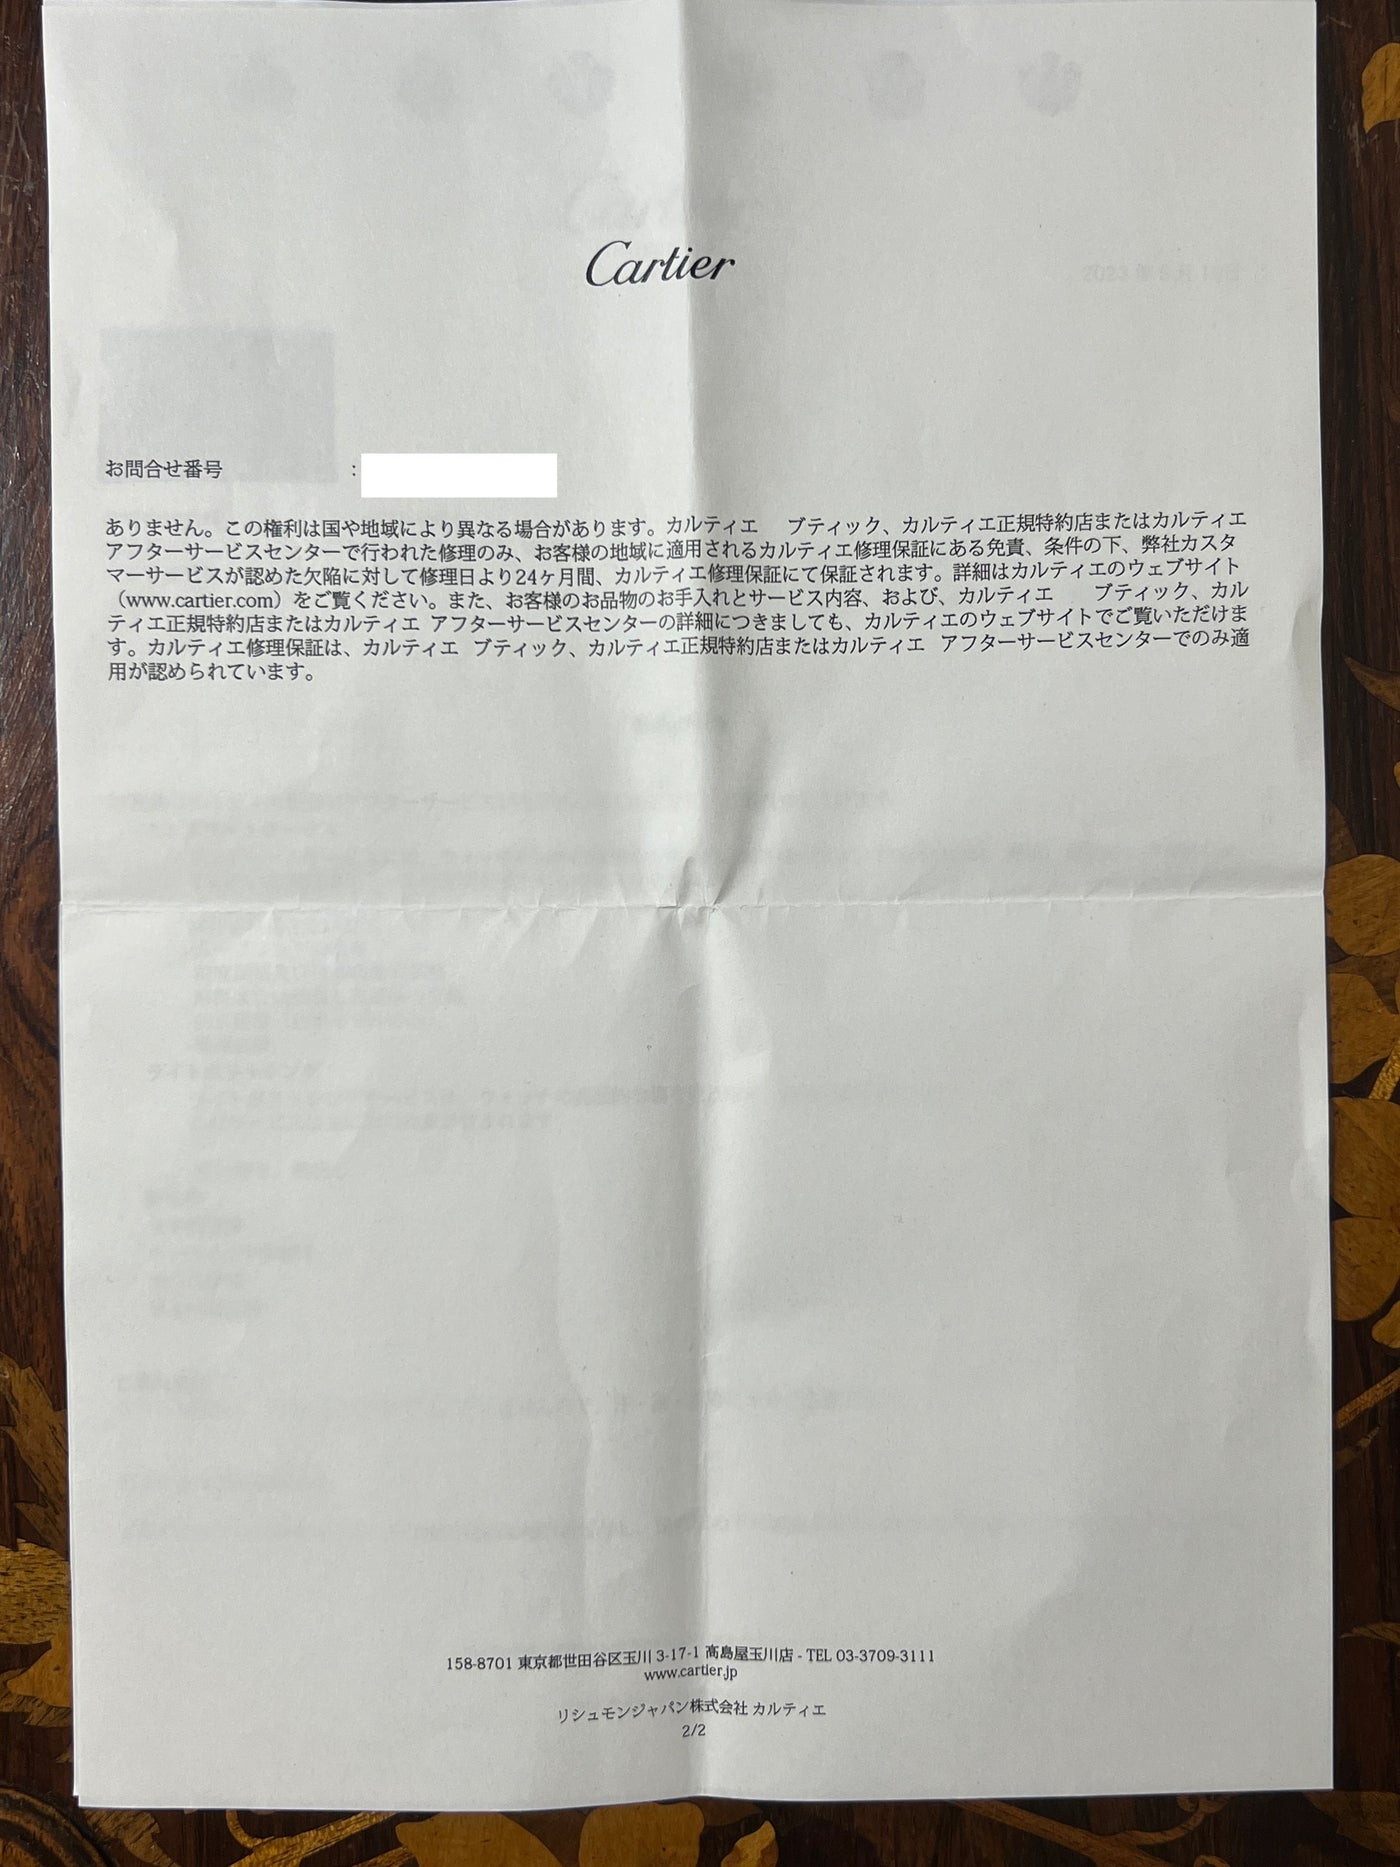 Cartier
お問合せ番号 :
ありません。この権利は国や地域により異なる場合があります。カルティエ ブティック、カルティエ正規特約店またはカルティエ
アフターサービスセンターで行われた修理のみ、お客様の地域に適用されるカルティエ修理保証にある免責、条件の下、弊社カスタ
マーサービスが認めた欠陥に対して修理日より24ヶ月間、カルティエ修理保証にて保証されます。詳細はカルティエのウェブサイト
（www.cartier.com）をご覧ください。また、お客様のお品物のお手入れとサービス内容、および、カルティエ ブティック、カル
ティエ正規特約店またはカルティエ アフターサービスセンターの詳細につきましても、カルティエのウェブサイトでご覧いただけま
す。カルティエ修理保証は、カルティエ ブティック、カルティエ正規特約店またはカルティエ アフターサービスセンターでのみ適
用が認められています。
158-8701 東京都世田谷区玉川 3-17-1 高島屋玉川店 - TEL 03-3709-3111
www.cartier.jp
リシュモンジャパン株式会社 カルティエ
2/2